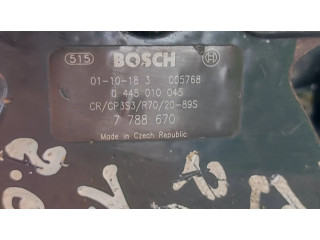 515 BOSCH
01-10-18 3 005768
0 445 010 045
CR/CP3S3/R70/20-89S
7 788 670
Made in Czech Republic